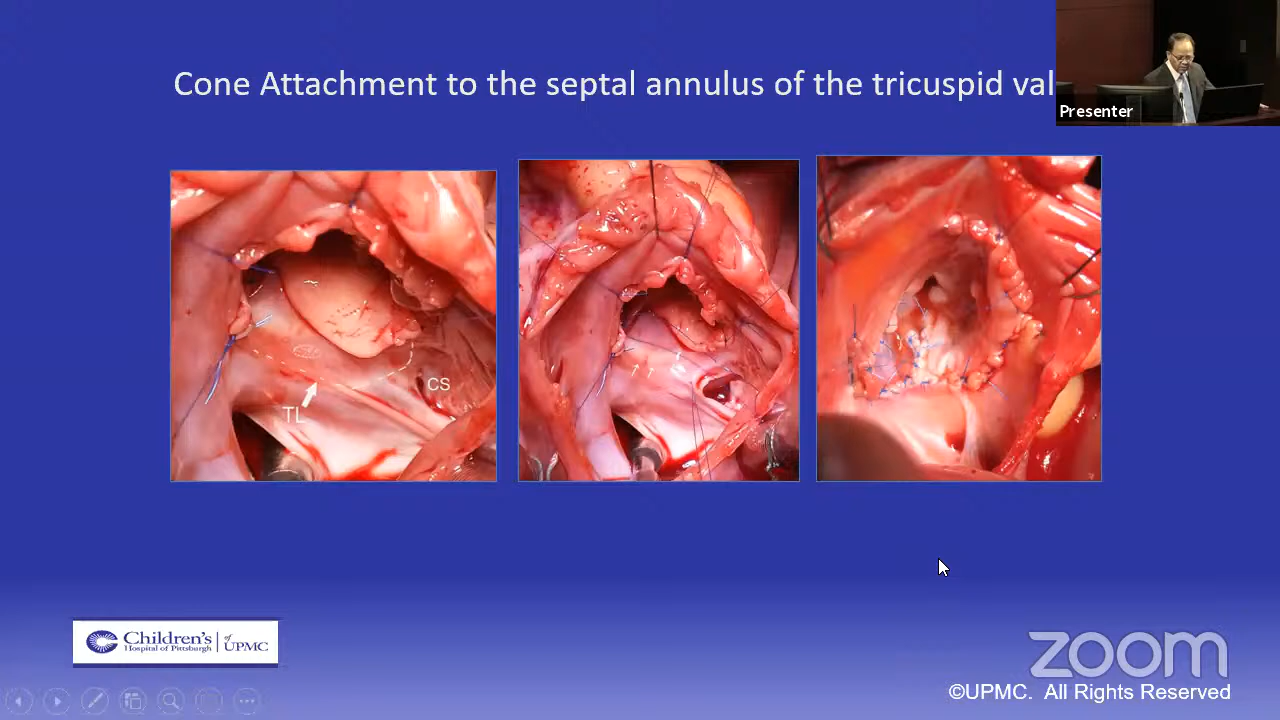 Cone Attachment to the septal annulus of the tricuspid val
Presenter
TL
CS
Children's
Hospital of Pittsburgh
of
UPMC
zoom
©UPMC. All Rights Reserved